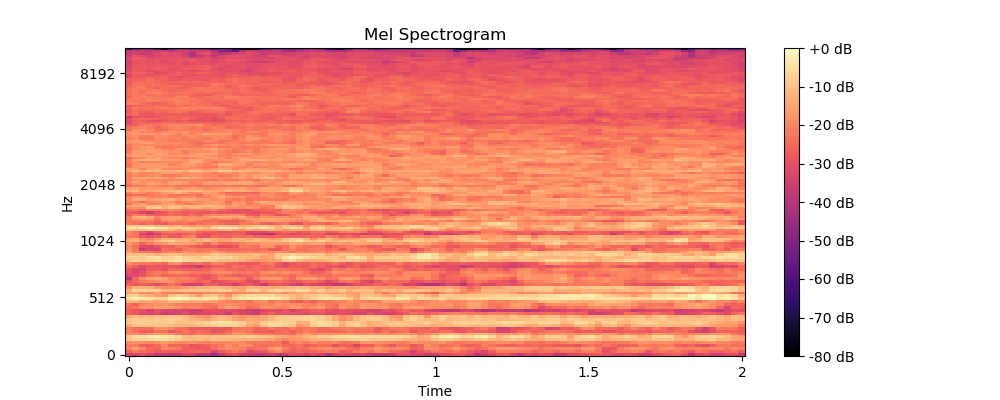 Mel Spectrogram
8192
4096
2048
1024
512
0
Hz
0
0.5
1
1.5
2
Time
+0 dB
-10 dB
-20 dB
-30 dB
-40 dB
-50 dB
-60 dB
-70 dB
-80 dB